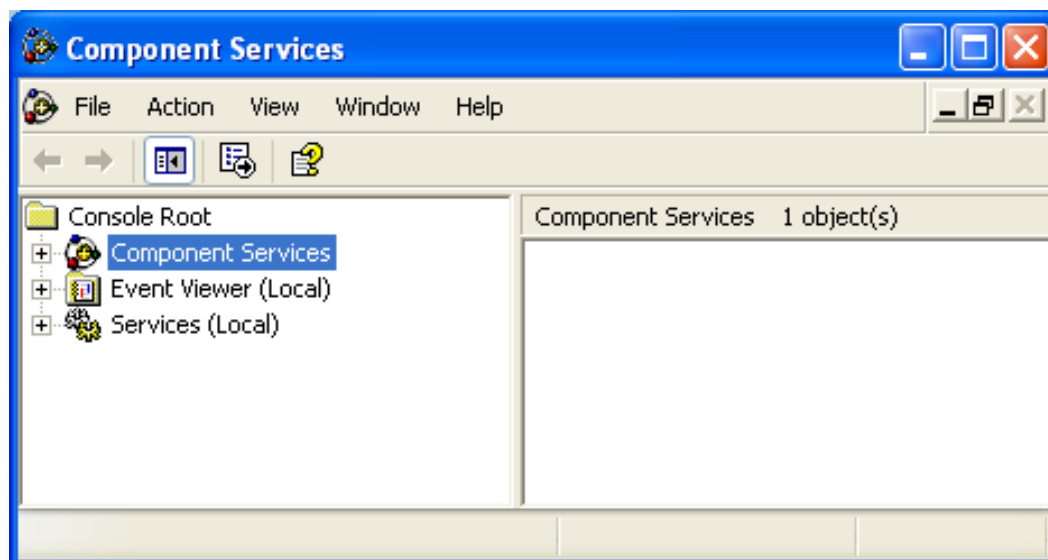 Component Services
File Action View Window Help
Console Root
Component Services
Event Viewer (Local)
Services (Local)
Component Services 1 object(s)